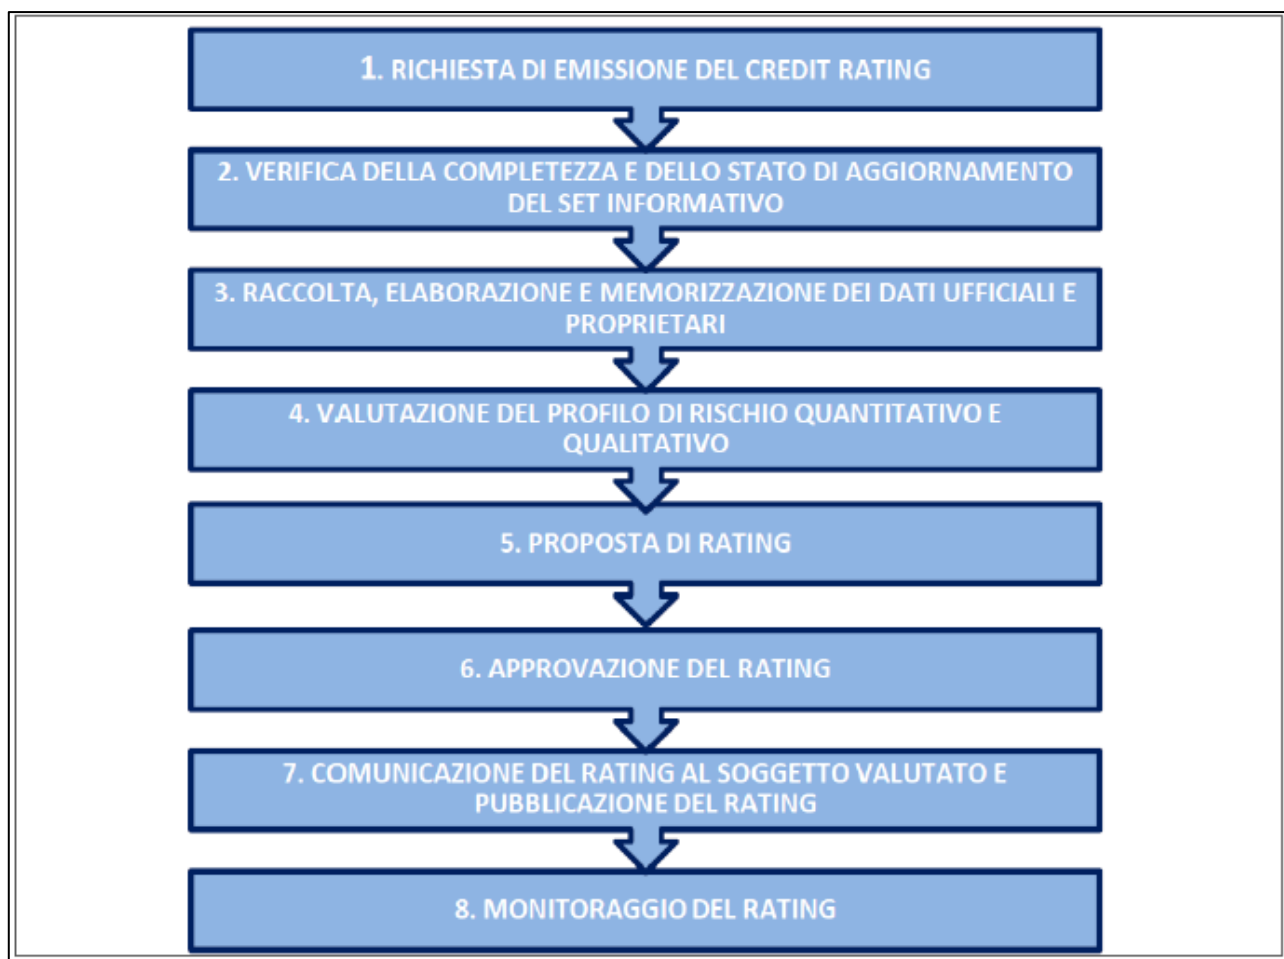 1. RICHIESTA DI EMISSIONE DEL CREDIT RATING
2. VERIFICA DELLA COMPLETEZZA E DELLO STATO DI AGGIORNAMENTO
DEL SET INFORMATIVO
3. RACCOLTA, ELABORAZIONE E MEMORIZZAZIONE DEI DATI UFFICIALI E
PROPRIETARI
4. VALUTAZIONE DEL PROFILO DI RISCHIO QUANTITATIVO E
QUALITATIVO
5. PROPOSTA DI RATING
6. APPROVAZIONE DEL RATING
7. COMUNICAZIONE DEL RATING AL SOGGETTO VALUTATO E
PUBBLICAZIONE DEL RATING
8. MONITORAGGIO DEL RATING